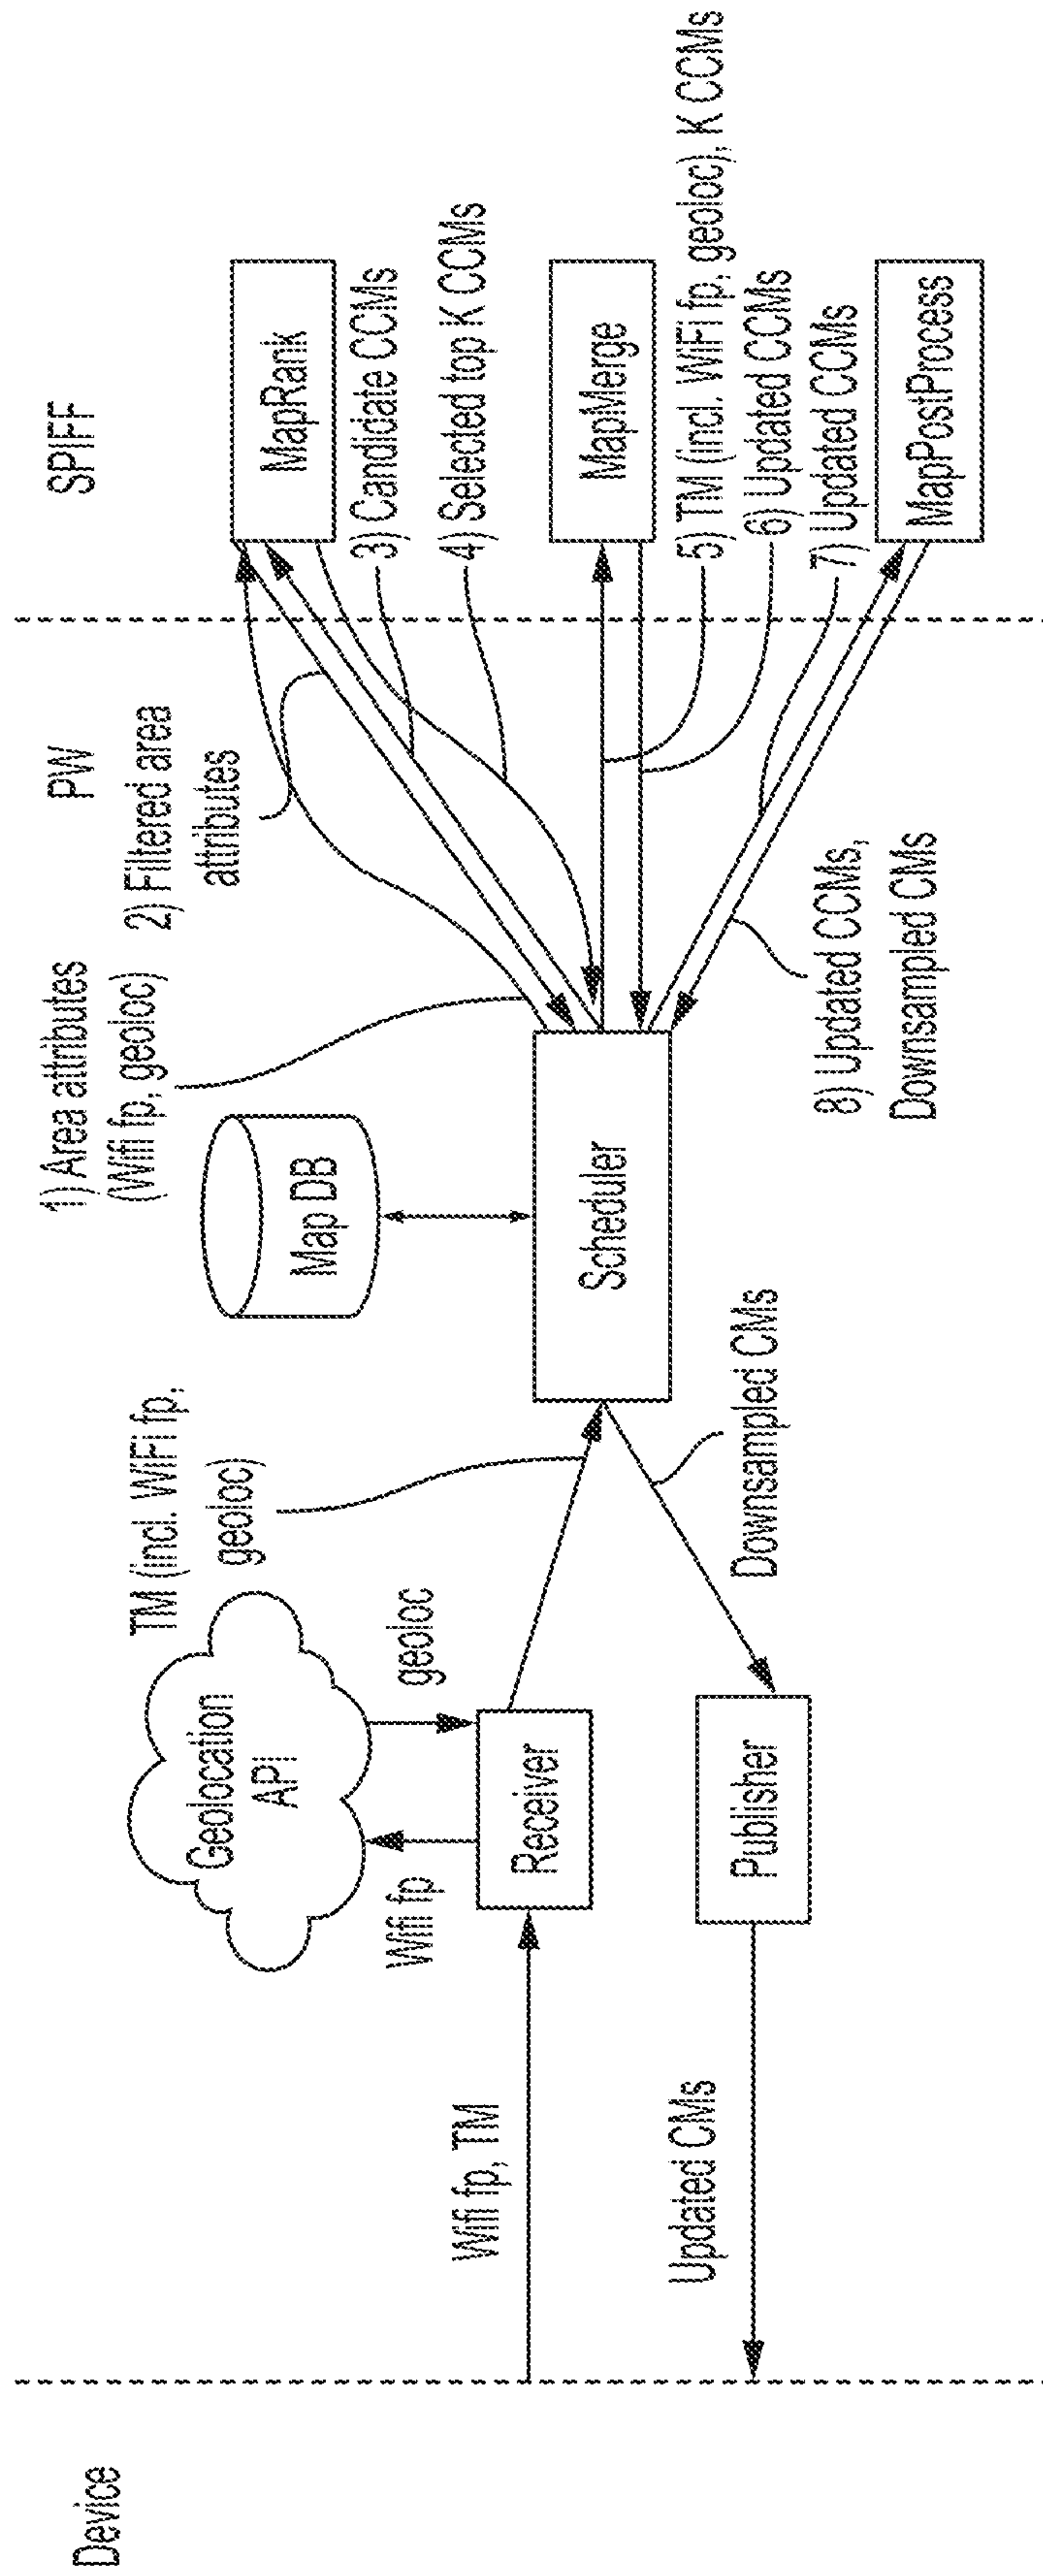 Device
PW
SPIFF
Wifi fp, TM
Updated CMs
Geolocation
API
Wifi fp
geoloc
Receiver
Publisher
TM (incl. WiFi fp,
geoloc)
Downsampled CMs
Map DB
Scheduler
1) Area attributes
(Wifi fp, geoloc)
2) Filtered area
attributes
MapRank
3) Candidate CCMs
4) Selected top K CCMs
MapMerge
5) TM (incl. WiFi fp, geoloc), K CCMs
6) Updated CCMs
7) Updated CCMs
MapPostProcess
8) Updated CCMs,
Downsampled CMs